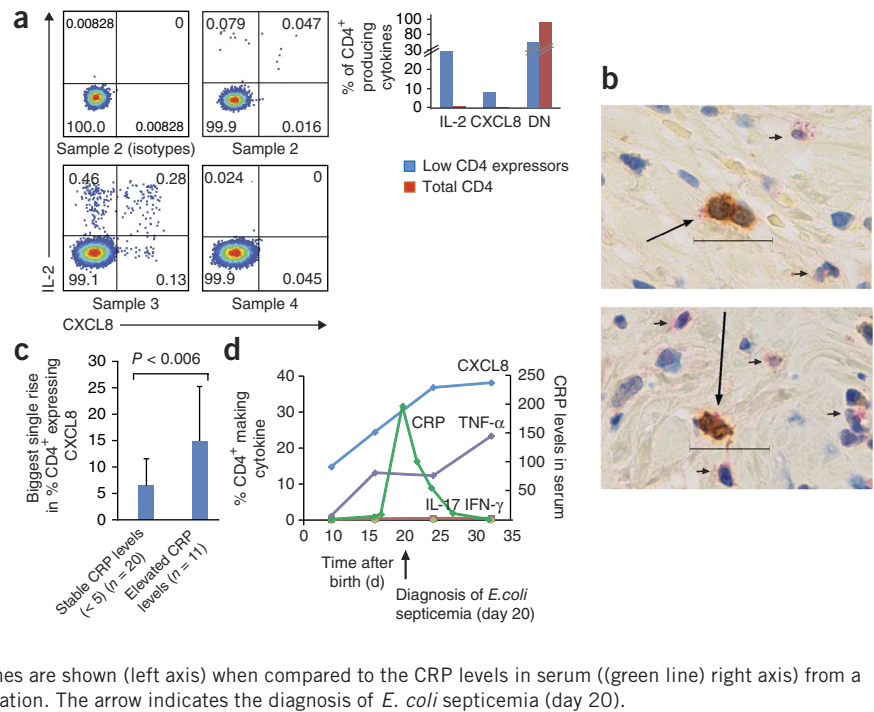 a
IL-2
0.00828 0
100.0 0.00828
Sample 2 (isotypes)
0.079 0.047
99.9 0.016
Sample 2
0.46 0.28
99.1 0.13
Sample 3
0.024 0
99.9 0.045
Sample 4
CXCL8
% of CD4+
producing
cytokines
100
80
30
20
10
0
IL-2 CXCL8 DN
Low CD4 expressors
Total CD4
b
c
Biggest single rise
in % CD4+ expressing
CXCL8
30
25
20
15
10
5
0
P < 0.006
Stable CRP levels
(< 5) (n = 20)
Elevated CRP
levels (n = 11)
d
% CD4+ making
cytokine
40
30
20
10
0
CXCL8
CRP
TNF-α
IL-17 IFN-γ
250
200
150
100
50
CRP levels in serum
0 10 15 20 25 30 35
Time after
birth (d)
Diagnosis of E.coli
septicemia (day 20)
nes are shown (left axis) when compared to the CRP levels in serum ((green line) right axis) from a
ation. The arrow indicates the diagnosis of E. coli septicemia (day 20).